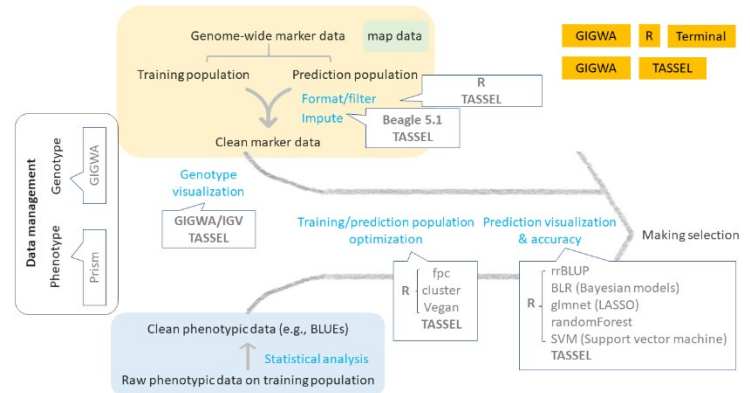 Genome-wide marker data
map data
Training population
Prediction population
Format/filter
R
TASSEL
Impute
Beagle 5.1
TASSEL
Clean marker data
GIGWA
R
Terminal
GIGWA
TASSEL
Data management
Genotype
GIGWA
Phenotype
Prism
Genotype
visualization
GIGWA/IGV
TASSEL
Training/prediction population
optimization
R
fpc
cluster
Vegan
TASSEL
Prediction visualization
& accuracy
R
rrBLUP
BLR (Bayesian models)
glmnet (LASSO)
randomForest
SVM (Support vector machine)
TASSEL
Making selection
Clean phenotypic data (e.g., BLUEs)
Statistical analysis
Raw phenotypic data on training population